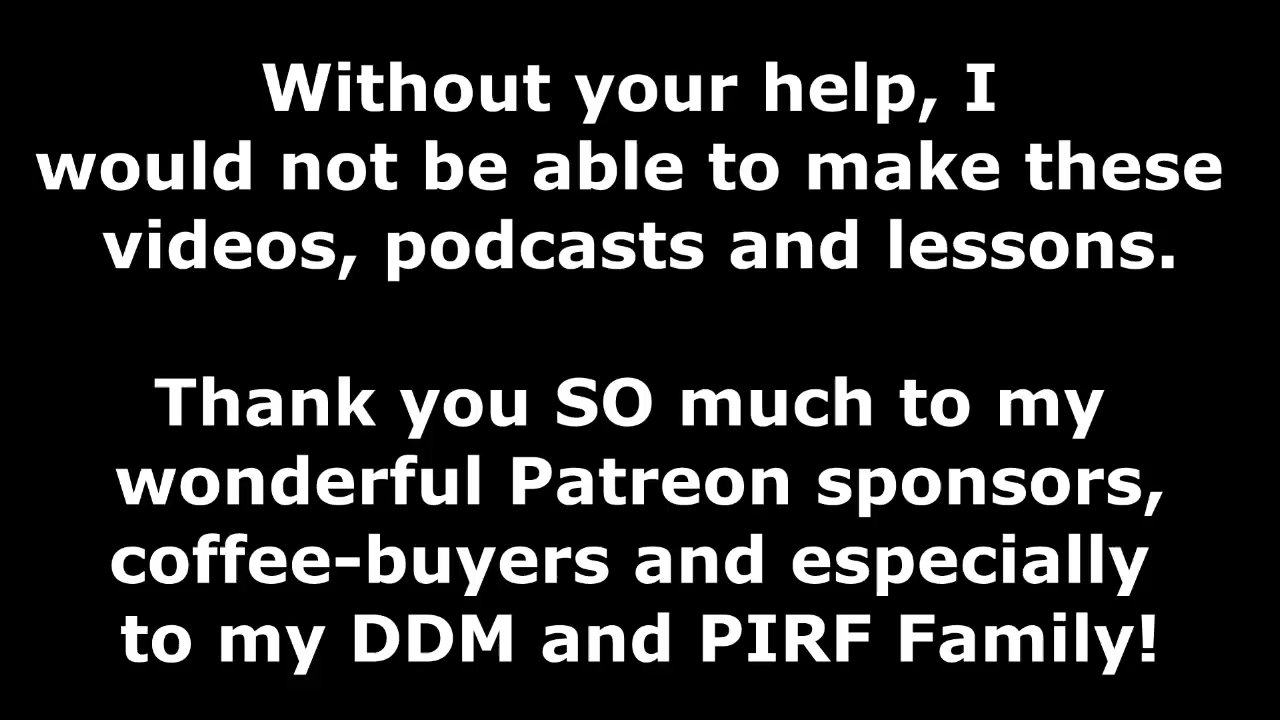 Without your help, I
would not be able to make these
videos, podcasts and lessons.
Thank you SO much to my
wonderful Patreon sponsors,
coffee-buyers and especially
to my DDM and PIRF Family!